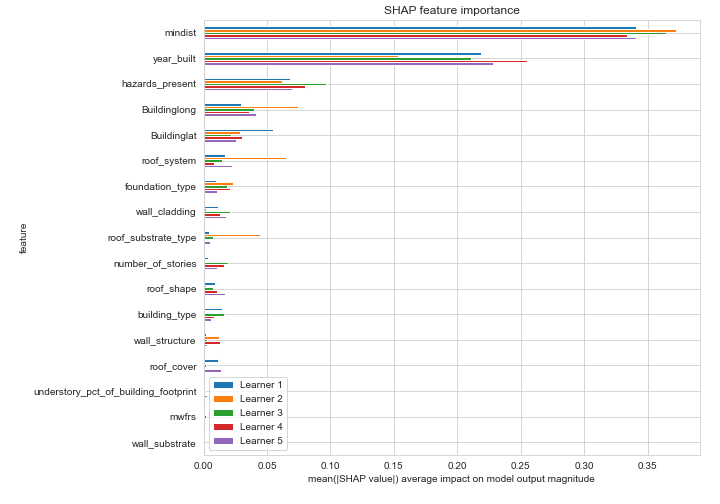 SHAP feature importance
mindist
year_built
hazards_present
Buildinglong
Buildinglat
roof_system
foundation_type
wall_cladding
roof_substrate_type
number_of_stories
roof_shape
building_type
wall_structure
roof_cover
understory_pct_of_building_footprint
mwfrs
wall_substrate
feature
Learner 1
Learner 2
Learner 3
Learner 4
Learner 5
0.00 0.05 0.10 0.15 0.20 0.25 0.30 0.35
mean(|SHAP value|) average impact on model output magnitude